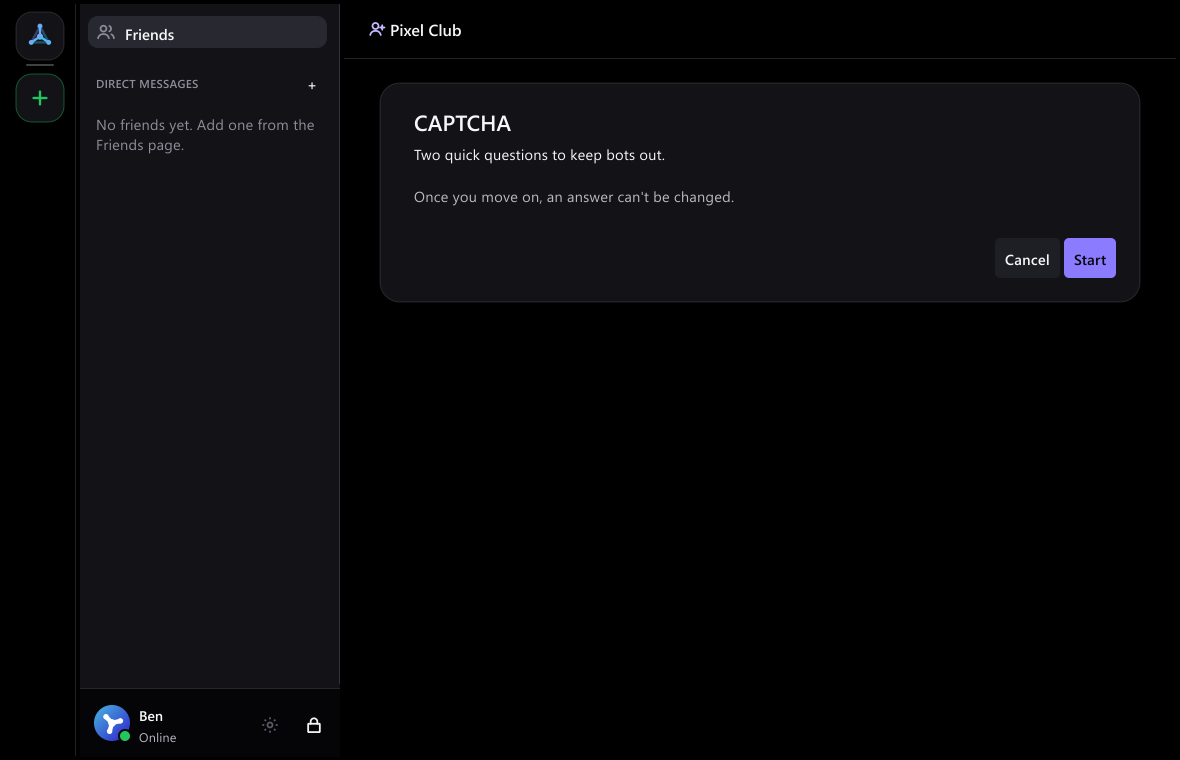 Friends
DIRECT MESSAGES
+
No friends yet. Add one from the
Friends page.
Ben
Online
Pixel Club
CAPTCHA
Two quick questions to keep bots out.
Once you move on, an answer can't be changed.
Cancel
Start